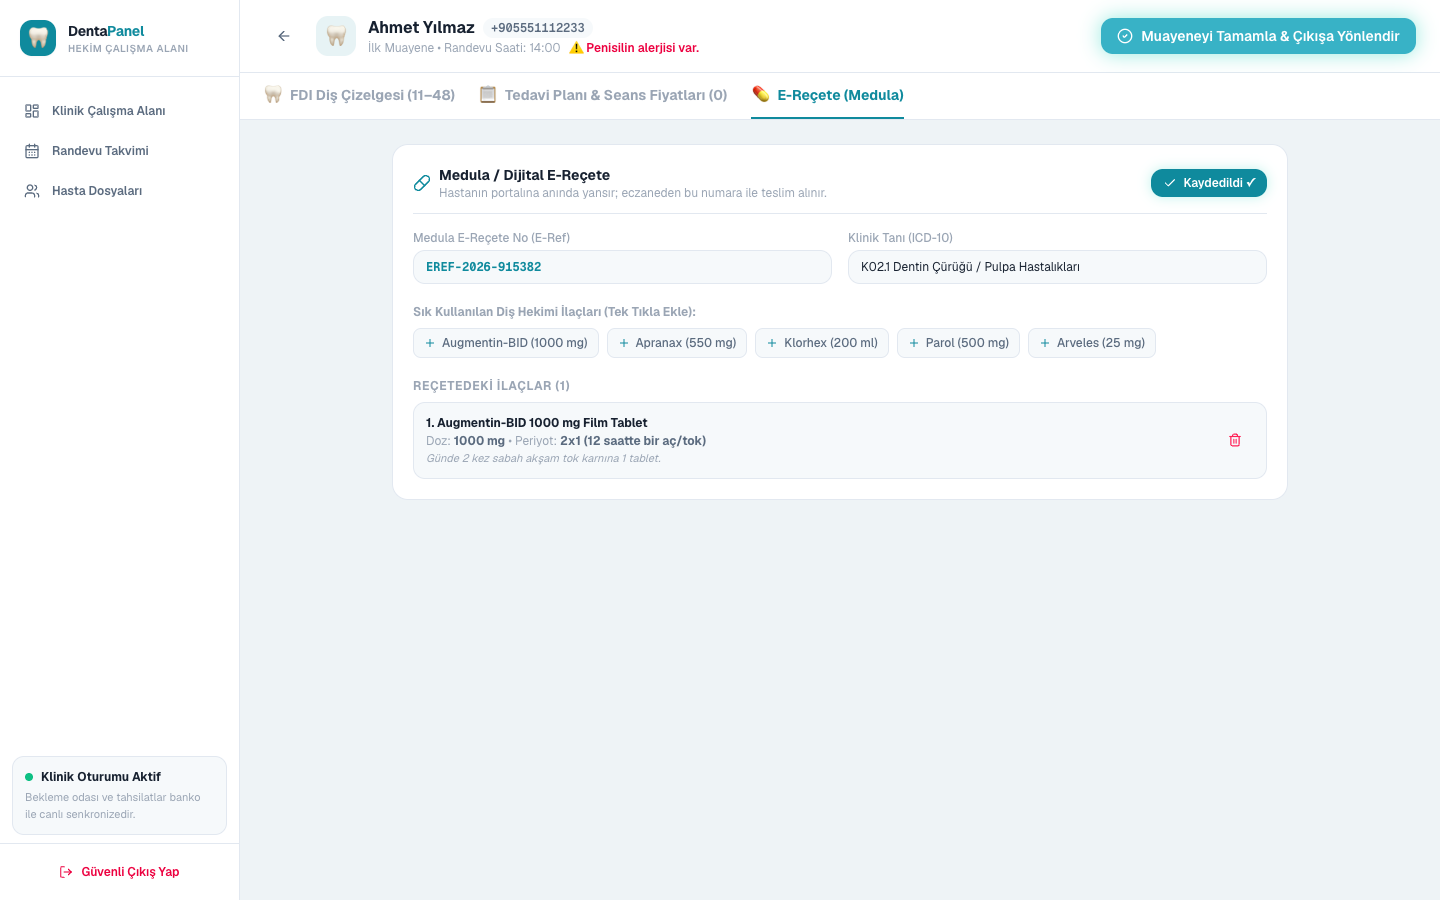 DentaPanel
HEKİM ÇALIŞMA ALANI
Klinik Çalışma Alanı
Randevu Takvimi
Hasta Dosyaları
Klinik Oturumu Aktif
Bekleme odası ve tahsilatlar banko
ile canlı senkronizedir.
Güvenli Çıkış Yap
Ahmet Yılmaz +905551112233
İlk Muayene • Randevu Saati: 14:00 ⚠️ Penisilin alerjisi var.
Muayeneyi Tamamla & Çıkışa Yönlendir
FDI Diş Çizelgesi (11–48)
Tedavi Planı & Seans Fiyatları (0)
E-Reçete (Medula)
Medula / Dijital E-Reçete
Hastanın portalına anında yansır; eczaneden bu numara ile teslim alınır.
Kaydedildi ✓
Medula E-Reçete No (E-Ref)
EREF-2026-915382
Klinik Tanı (ICD-10)
K02.1 Dentin Çürüğü / Pulpa Hastalıkları
Sık Kullanılan Diş Hekimi İlaçları (Tek Tıkla Ekle):
Augmentin-BID (1000 mg)
Apranax (550 mg)
Klorhex (200 ml)
Parol (500 mg)
Arveles (25 mg)
REÇETEDEKİ İLAÇLAR (1)
1. Augmentin-BID 1000 mg Film Tablet
Doz: 1000 mg • Periyot: 2x1 (12 saatte bir aç/tok)
Günde 2 kez sabah akşam tok karnına 1 tablet.